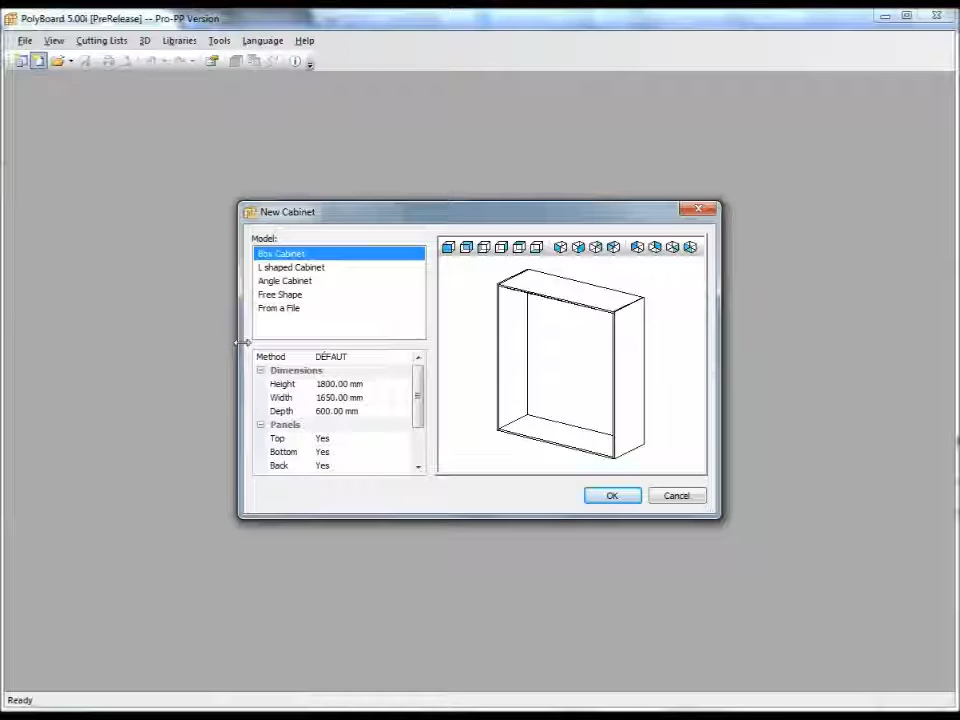 PolyBoard 5.00i [PreRelease] -- Pro-PP Version
File View Cutting Lists 3D Libraries Tools Language Help
New Cabinet
Model:
Box Cabinet
L shaped Cabinet
Angle Cabinet
Free Shape
From a File
Method DÉFAUT
Dimensions
Height 1800.00 mm
Width 1650.00 mm
Depth 600.00 mm
Panels
Top Yes
Bottom Yes
Back Yes
OK Cancel
Ready